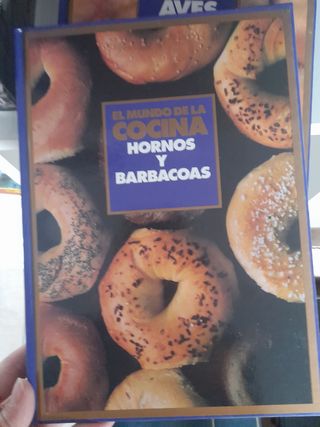 AVES
EL MUNDO DE LA
COCINA
HORNOS
Y
BARBACOAS